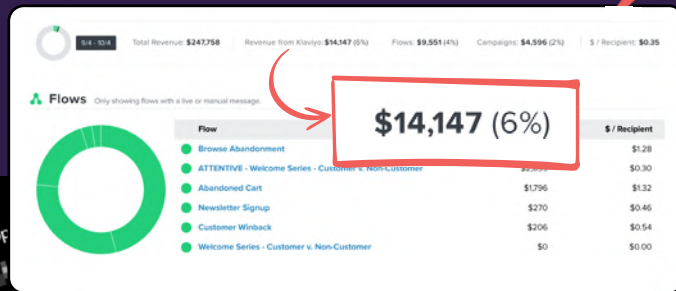 9/4 - 10/4 Total Revenue: $247,758 Revenue from Klaviyo: $14,147 (6%) Flows: $9,551 (4%) Campaigns: $4,596 (2%) $ / Recipient: $0.35
Flows Only showing flows with a live or manual message.
$14,147 (6%)
Flow $ / Recipient
Browse Abandonment $1.28
ATTENTIVE - Welcome Series - Customer v. Non-Customer $0.30
Abandoned Cart $1,796 $1.32
Newsletter Signup $270 $0.46
Customer Winback $206 $0.54
Welcome Series - Customer v. Non-Customer $0 $0.00